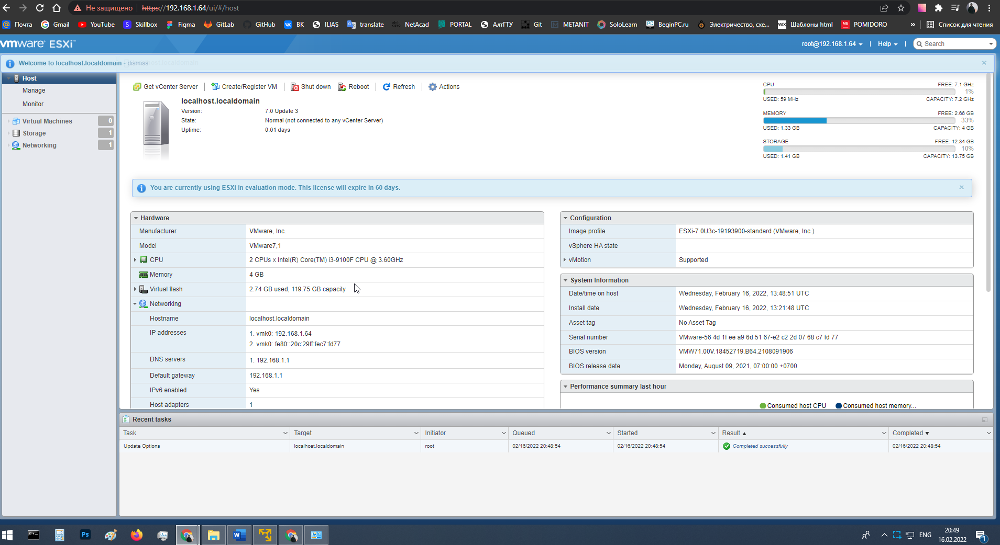 Не защищено https://192.168.1.64/ui/#/host
Почта Gmail YouTube Skillbox Figma GitLab GitHub ВК ILIAS translate NetAcad PORTAL АлтГТУ Git METANIT SoloLearn BeginPC.ru Электричество, схе... Шаблоны html POMIDORO » Список для чтения
vmware ESXi™
root@192.168.1.64 | Help | Search
Welcome to localhost.localdomain - dismiss
Host
Manage
Monitor
Virtual Machines 0
Storage 1
Networking 1
Get vCenter Server | Create/Register VM | Shut down Reboot | Refresh | Actions
localhost.localdomain
Version: 7.0 Update 3
State: Normal (not connected to any vCenter Server)
Uptime: 0.01 days
CPU FREE: 7.1 GHz
1%
USED: 59 MHz CAPACITY: 7.2 GHz
MEMORY FREE: 2.66 GB
33%
USED: 1.33 GB CAPACITY: 4 GB
STORAGE FREE: 12.34 GB
10%
USED: 1.41 GB CAPACITY: 13.75 GB
You are currently using ESXi in evaluation mode. This license will expire in 60 days.
Hardware
Manufacturer VMware, Inc.
Model VMware7,1
CPU 2 CPUs x Intel(R) Core(TM) i3-9100F CPU @ 3.60GHz
Memory 4 GB
Virtual flash 2.74 GB used, 119.75 GB capacity
Networking
Hostname localhost.localdomain
IP addresses 1. vmk0: 192.168.1.64
2. vmk0: fe80::20c:29ff:fec7:fd77
DNS servers 1. 192.168.1.1
Default gateway 192.168.1.1
IPv6 enabled Yes
Host adapters 1
Configuration
Image profile ESXi-7.0U3c-19193900-standard (VMware, Inc.)
vSphere HA state
vMotion Supported
System Information
Date/time on host Wednesday, February 16, 2022, 13:48:51 UTC
Install date Wednesday, February 16, 2022, 13:21:48 UTC
Asset tag No Asset Tag
Serial number VMware-56 4d 1f ee a9 6d 51 67-e2 c2 2d 07 68 c7 fd 77
BIOS version VMW71.00V.18452719.B64.2108091906
BIOS release date Monday, August 09, 2021, 07:00:00 +0700
Performance summary last hour
Consumed host CPU Consumed host memory...
Recent tasks
Task Target Initiator Queued Started Result ▲ Completed ▼
Update Options localhost.localdomain root 02/16/2022 20:48:54 02/16/2022 20:48:54 Completed successfully 02/16/2022 20:48:54
Ps
ENG
20:49
16.02.2022
1